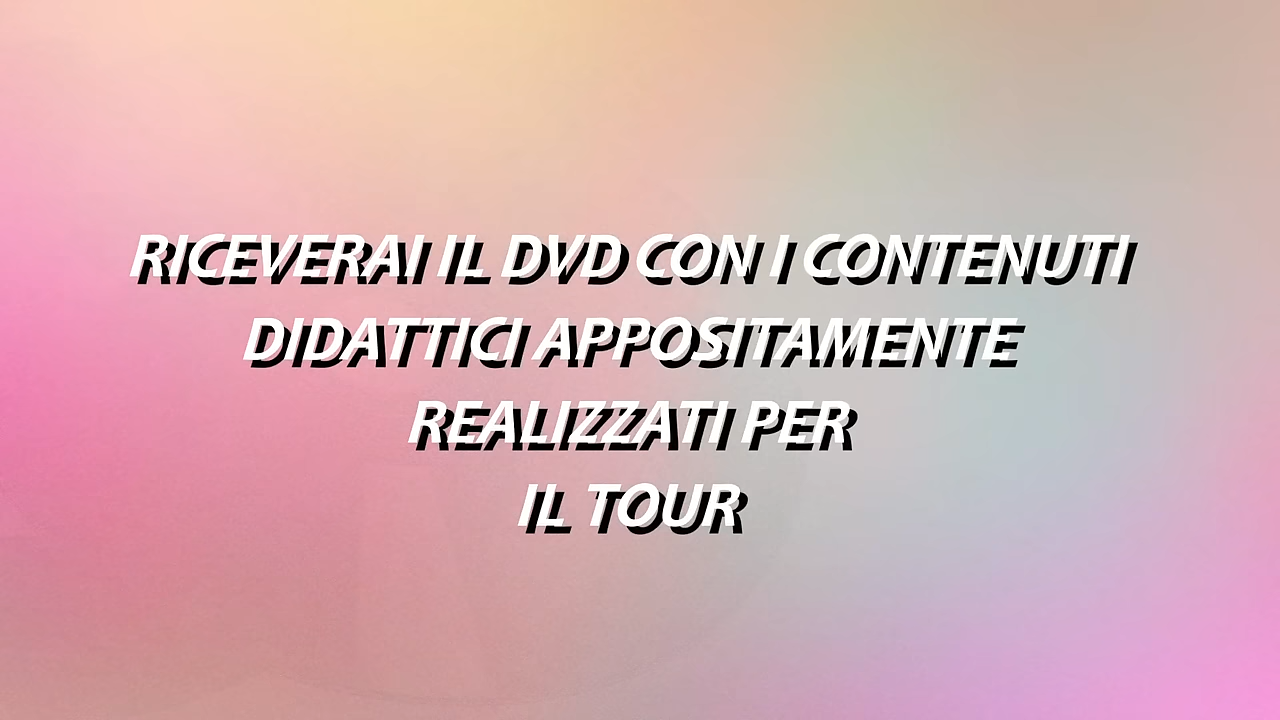 RICEVERAI IL DVD CON I CONTENUTI
DIDATTICI APPOSITAMENTE
REALIZZATI PER
IL TOUR